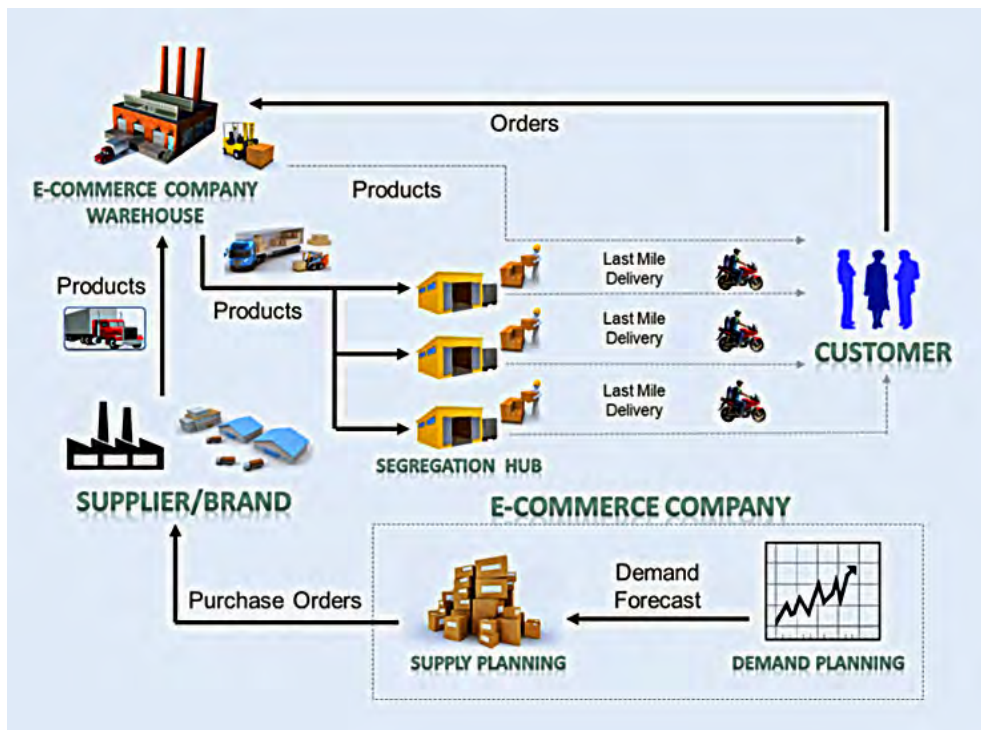 Orders
E-COMMERCE COMPANY
WAREHOUSE
Products
Products
Products
Last Mile
Delivery
Last Mile
Delivery
Last Mile
Delivery
CUSTOMER
SEGREGATION HUB
SUPPLIER/BRAND
E-COMMERCE COMPANY
Purchase Orders
Demand
Forecast
SUPPLY PLANNING
DEMAND PLANNING